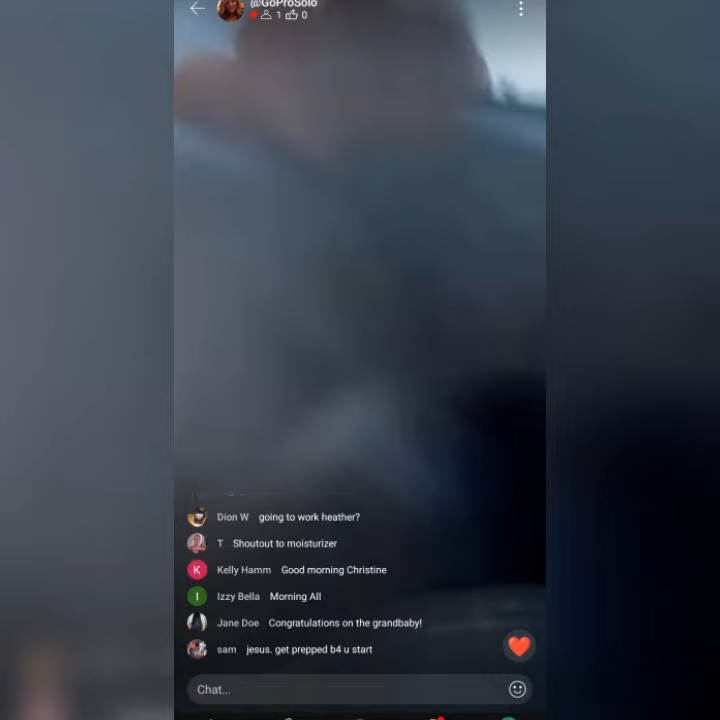 @GoProSolo
1 0
Dion W going to work heather?
T Shoutout to moisturizer
K Kelly Hamm Good morning Christine
I Izzy Bella Morning All
Jane Doe Congratulations on the grandbaby!
sam jesus. get prepped b4 u start
Chat...